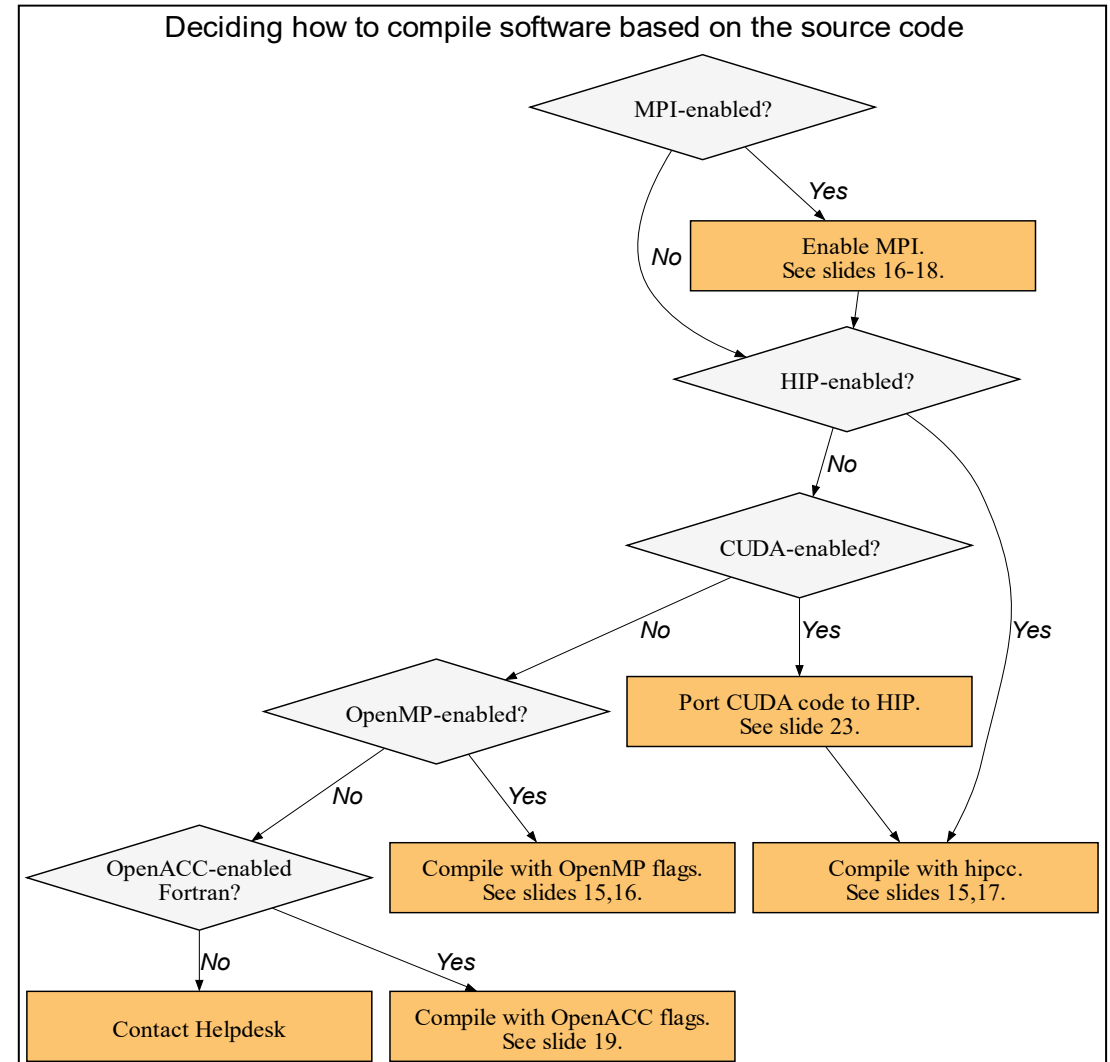 Deciding how to compile software based on the source code
MPI-enabled?
Yes
Enable MPI.
See slides 16-18.
No
HIP-enabled?
No
CUDA-enabled?
No
Yes
Yes
OpenMP-enabled?
Port CUDA code to HIP.
See slide 23.
No
Yes
OpenACC-enabled
Fortran?
Compile with OpenMP flags.
See slides 15,16.
Compile with hipcc.
See slides 15,17.
No
Yes
Contact Helpdesk
Compile with OpenACC flags.
See slide 19.